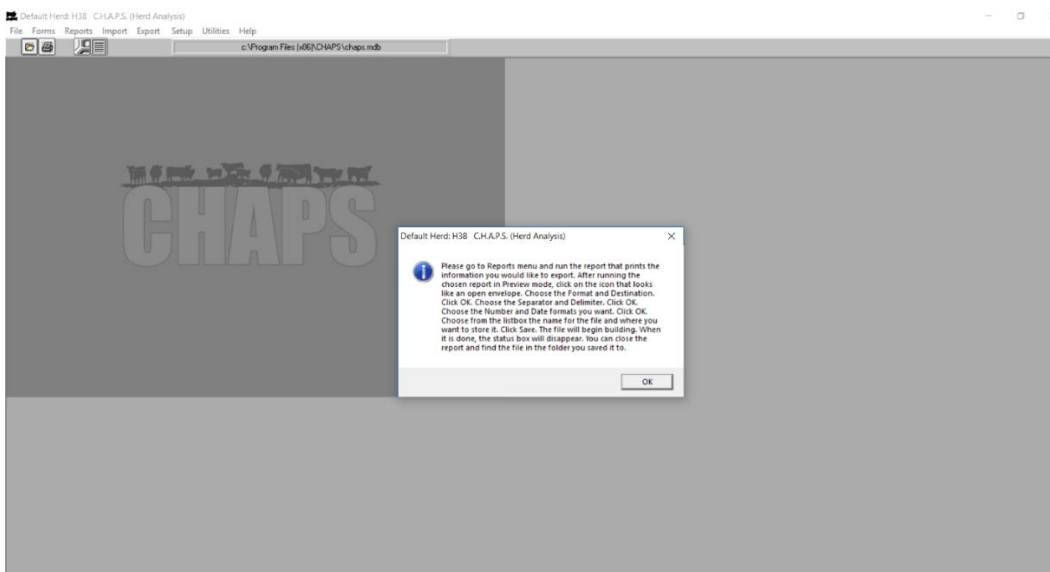 Default Herd: H38 C.H.A.P.S. (Herd Analysis)
File Forms Reports Import Export Setup Utilities Help
c:\Program Files (x86)\CHAPS\chaps.mdb
CHAPS
Default Herd: H38 C.H.A.P.S. (Herd Analysis)
Please go to Reports menu and run the report that prints the
information you would like to export. After running the
chosen report in Preview mode, click on the icon that looks
like an open envelope. Choose the Format and Destination.
Click OK. Choose the Separator and Delimiter. Click OK.
Choose the Number and Date formats you want. Click OK.
Choose from the listbox the name for the file and where you
want to store it. Click Save. The file will begin building. When
it is done, the status box will disappear. You can close the
report and find the file in the folder you saved it to.
OK